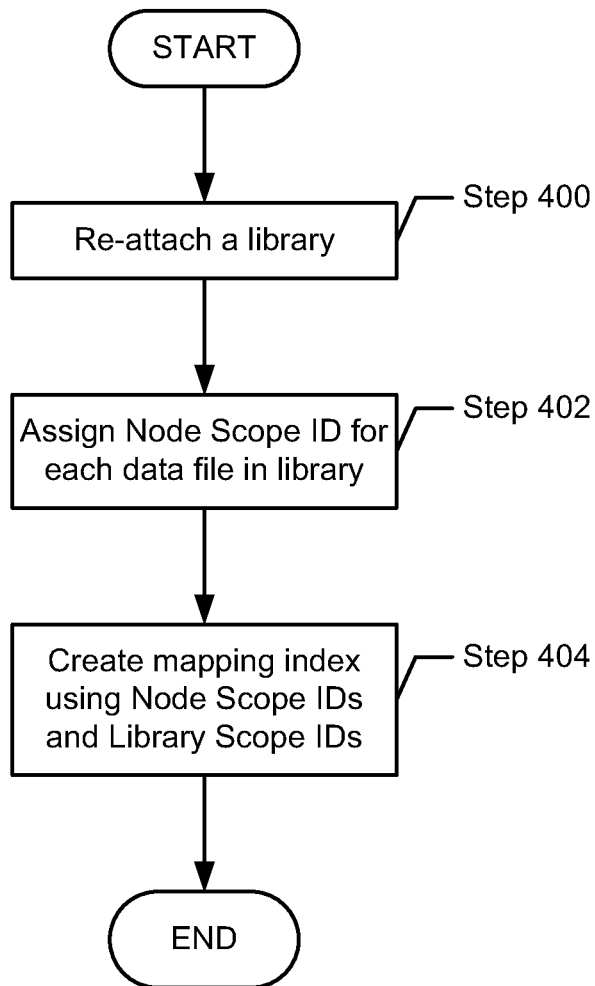 START
Step 400
Re-attach a library
Step 402
Assign Node Scope ID for
each data file in library
Step 404
Create mapping index
using Node Scope IDs
and Library Scope IDs
END